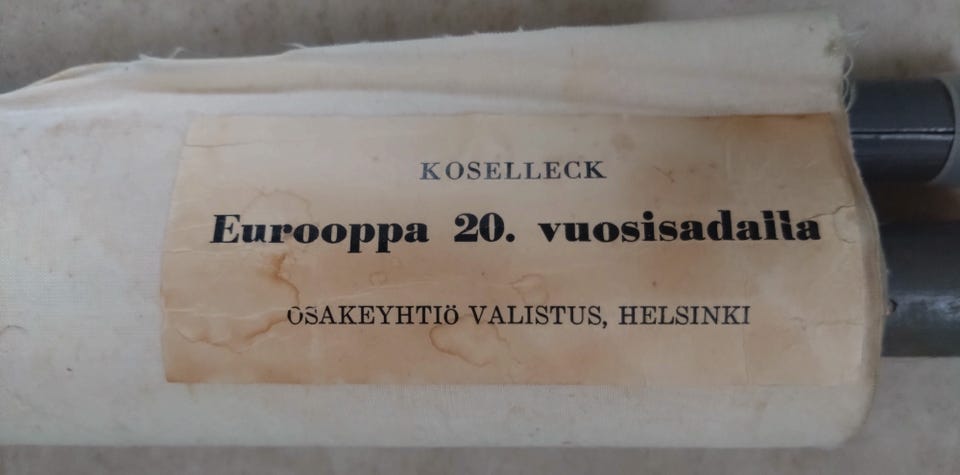 KOSELLECK
Eurooppa 20. vuosisadalla
OSAKEYHTIÖ VALISTUS, HELSINKI